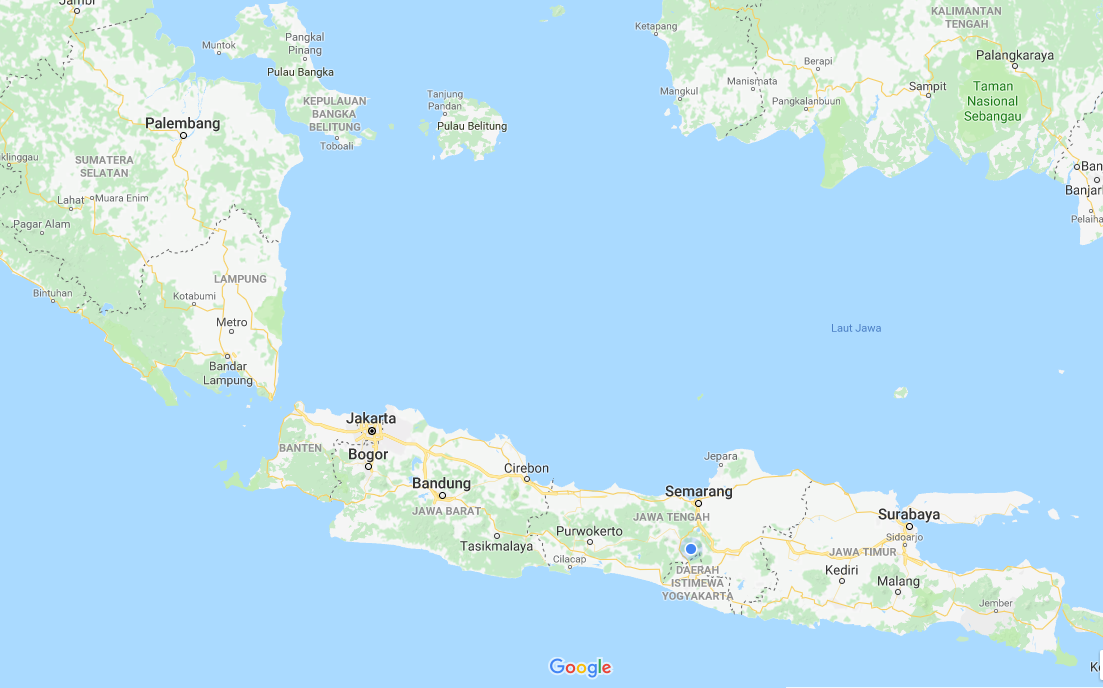 Jambi
KALIMANTAN
TENGAH
Ketapang
Pangkal
Pinang
Muntok
Palangkaraya
Berapi
Pulau Bangka
Manismata
Sampit
Taman
Nasional
Sebangau
Mangkul
Tanjung
Pandan
KEPULAUAN
BANGKA
BELITUNG
Pangkalanbuun
Palembang
Pulau Belitung
Toboali
klinggau
SUMATERA
SELATAN
Ban
Banjar
Lahat
Muara Enim
Pelaiha
Pagar Alam
LAMPUNG
Bintuhan
Kotabumi
Metro
Laut Jawa
Bandar
Lampung
Jakarta
BANTEN
Bogor
Jepara
Cirebon
Bandung
Semarang
JAWA BARAT
JAWA TENGAH
Surabaya
Purwokerto
Sidoarjo
Tasikmalaya
JAWA TIMUR
Cilacap
DAERAH
ISTIMEWA
YOGYAKARTA
Kediri
Malang
Jember
Google